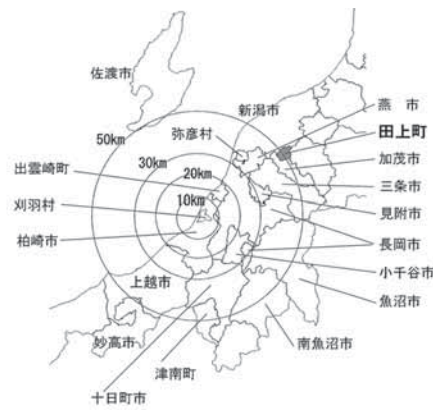 佐渡市
新潟市
燕　市
50km
弥彦村
田上町
30km
加茂市
出雲崎町
20km
三条市
刈羽村
10km
見附市
柏崎市
長岡市
小千谷市
上越市
魚沼市
妙高市
南魚沼市
津南町
十日町市